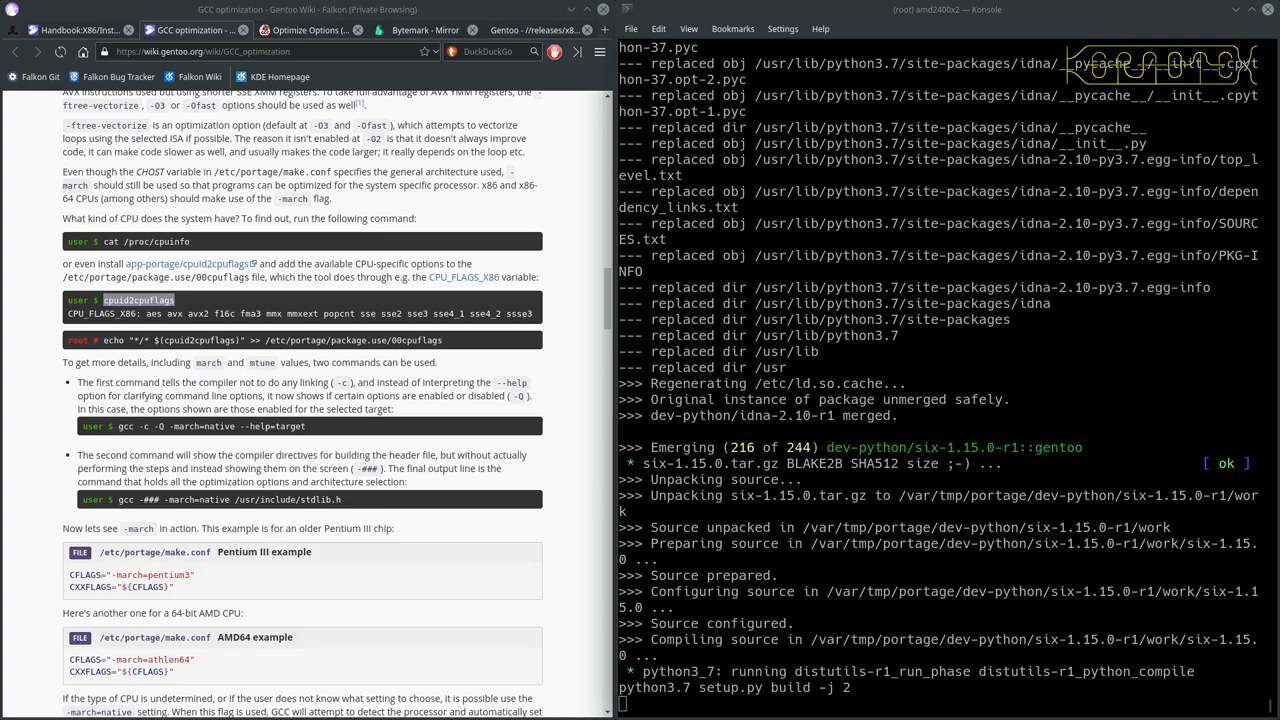 GCC optimization - Gentoo Wiki - Falkon (Private Browsing)
Handbook:X86/Inst…
GCC optimization - …
Optimize Options (…
Bytemark - Mirror
Gentoo - //releases/x8…
https://wiki.gentoo.org/wiki/GCC_optimization
DuckDuckGo
Falkon Git
Falkon Bug Tracker
Falkon Wiki
KDE Homepage
AVX instructions used but using shorter SSE XMM registers. To take full advantage of AVX YMM registers, the -
ftree-vectorize, -O3 or -Ofast options should be used as well[1].
-ftree-vectorize is an optimization option (default at -O3 and -Ofast), which attempts to vectorize
loops using the selected ISA if possible. The reason it isn't enabled at -O2 is that it doesn't always improve
code, it can make code slower as well, and usually makes the code larger; it really depends on the loop etc.
Even though the CHOST variable in /etc/portage/make.conf specifies the general architecture used, -
march should still be used so that programs can be optimized for the system specific processor. x86 and x86-
64 CPUs (among others) should make use of the -march flag.
What kind of CPU does the system have? To find out, run the following command:
user $ cat /proc/cpuinfo
or even install app-portage/cpuid2cpuflags and add the available CPU-specific options to the
/etc/portage/package.use/00cpuflags file, which the tool does through e.g. the CPU_FLAGS_X86 variable:
user $ cpuid2cpuflags
CPU_FLAGS_X86: aes avx avx2 f16c fma3 mmx mmxext popcnt sse sse2 sse3 sse4_1 sse4_2 ssse3
root # echo "*/* $(cpuid2cpuflags)" >> /etc/portage/package.use/00cpuflags
To get more details, including march and mtune values, two commands can be used.
• The first command tells the compiler not to do any linking (-c), and instead of interpreting the --help
option for clarifying command line options, it now shows if certain options are enabled or disabled (-Q).
In this case, the options shown are those enabled for the selected target:
user $ gcc -c -Q -march=native --help=target
• The second command will show the compiler directives for building the header file, but without actually
performing the steps and instead showing them on the screen (-###). The final output line is the
command that holds all the optimization options and architecture selection:
user $ gcc -### -march=native /usr/include/stdlib.h
Now lets see -march in action. This example is for an older Pentium III chip:
FILE /etc/portage/make.conf Pentium III example
CFLAGS="-march=pentium3"
CXXFLAGS="${CFLAGS}"
Here's another one for a 64-bit AMD CPU:
FILE /etc/portage/make.conf AMD64 example
CFLAGS="-march=athlon64"
CXXFLAGS="${CFLAGS}"
If the type of CPU is undetermined, or if the user does not know what setting to choose, it is possible use the
-march=native setting. When this flag is used, GCC will attempt to detect the processor and automatically set
(root) amd2400x2 — Konsole
File Edit View Bookmarks Settings Help
hon-37.pyc
--- replaced obj /usr/lib/python3.7/site-packages/idna/__pycache__/__init__.cpyt
hon-37.opt-2.pyc
--- replaced obj /usr/lib/python3.7/site-packages/idna/__pycache__/__init__.cpyt
hon-37.opt-1.pyc
--- replaced dir /usr/lib/python3.7/site-packages/idna/__pycache__
--- replaced obj /usr/lib/python3.7/site-packages/idna/__init__.py
--- replaced obj /usr/lib/python3.7/site-packages/idna-2.10-py3.7.egg-info/top_l
evel.txt
--- replaced obj /usr/lib/python3.7/site-packages/idna-2.10-py3.7.egg-info/depen
dency_links.txt
--- replaced obj /usr/lib/python3.7/site-packages/idna-2.10-py3.7.egg-info/SOURC
ES.txt
--- replaced obj /usr/lib/python3.7/site-packages/idna-2.10-py3.7.egg-info/PKG-I
NFO
--- replaced dir /usr/lib/python3.7/site-packages/idna-2.10-py3.7.egg-info
--- replaced dir /usr/lib/python3.7/site-packages/idna
--- replaced dir /usr/lib/python3.7/site-packages
--- replaced dir /usr/lib/python3.7
--- replaced dir /usr/lib
--- replaced dir /usr
>>> Regenerating /etc/ld.so.cache...
>>> Original instance of package unmerged safely.
>>> dev-python/idna-2.10-r1 merged.
>>> Emerging (216 of 244) dev-python/six-1.15.0-r1::gentoo
* six-1.15.0.tar.gz BLAKE2B SHA512 size ;-) ... [ ok ]
>>> Unpacking source...
>>> Unpacking six-1.15.0.tar.gz to /var/tmp/portage/dev-python/six-1.15.0-r1/wor
k
>>> Source unpacked in /var/tmp/portage/dev-python/six-1.15.0-r1/work
>>> Preparing source in /var/tmp/portage/dev-python/six-1.15.0-r1/work/six-1.15.
0 ...
>>> Source prepared.
>>> Configuring source in /var/tmp/portage/dev-python/six-1.15.0-r1/work/six-1.1
5.0 ...
>>> Source configured.
>>> Compiling source in /var/tmp/portage/dev-python/six-1.15.0-r1/work/six-1.15.
0 ...
* python3_7: running distutils-r1_run_phase distutils-r1_python_compile
python3.7 setup.py build -j 2